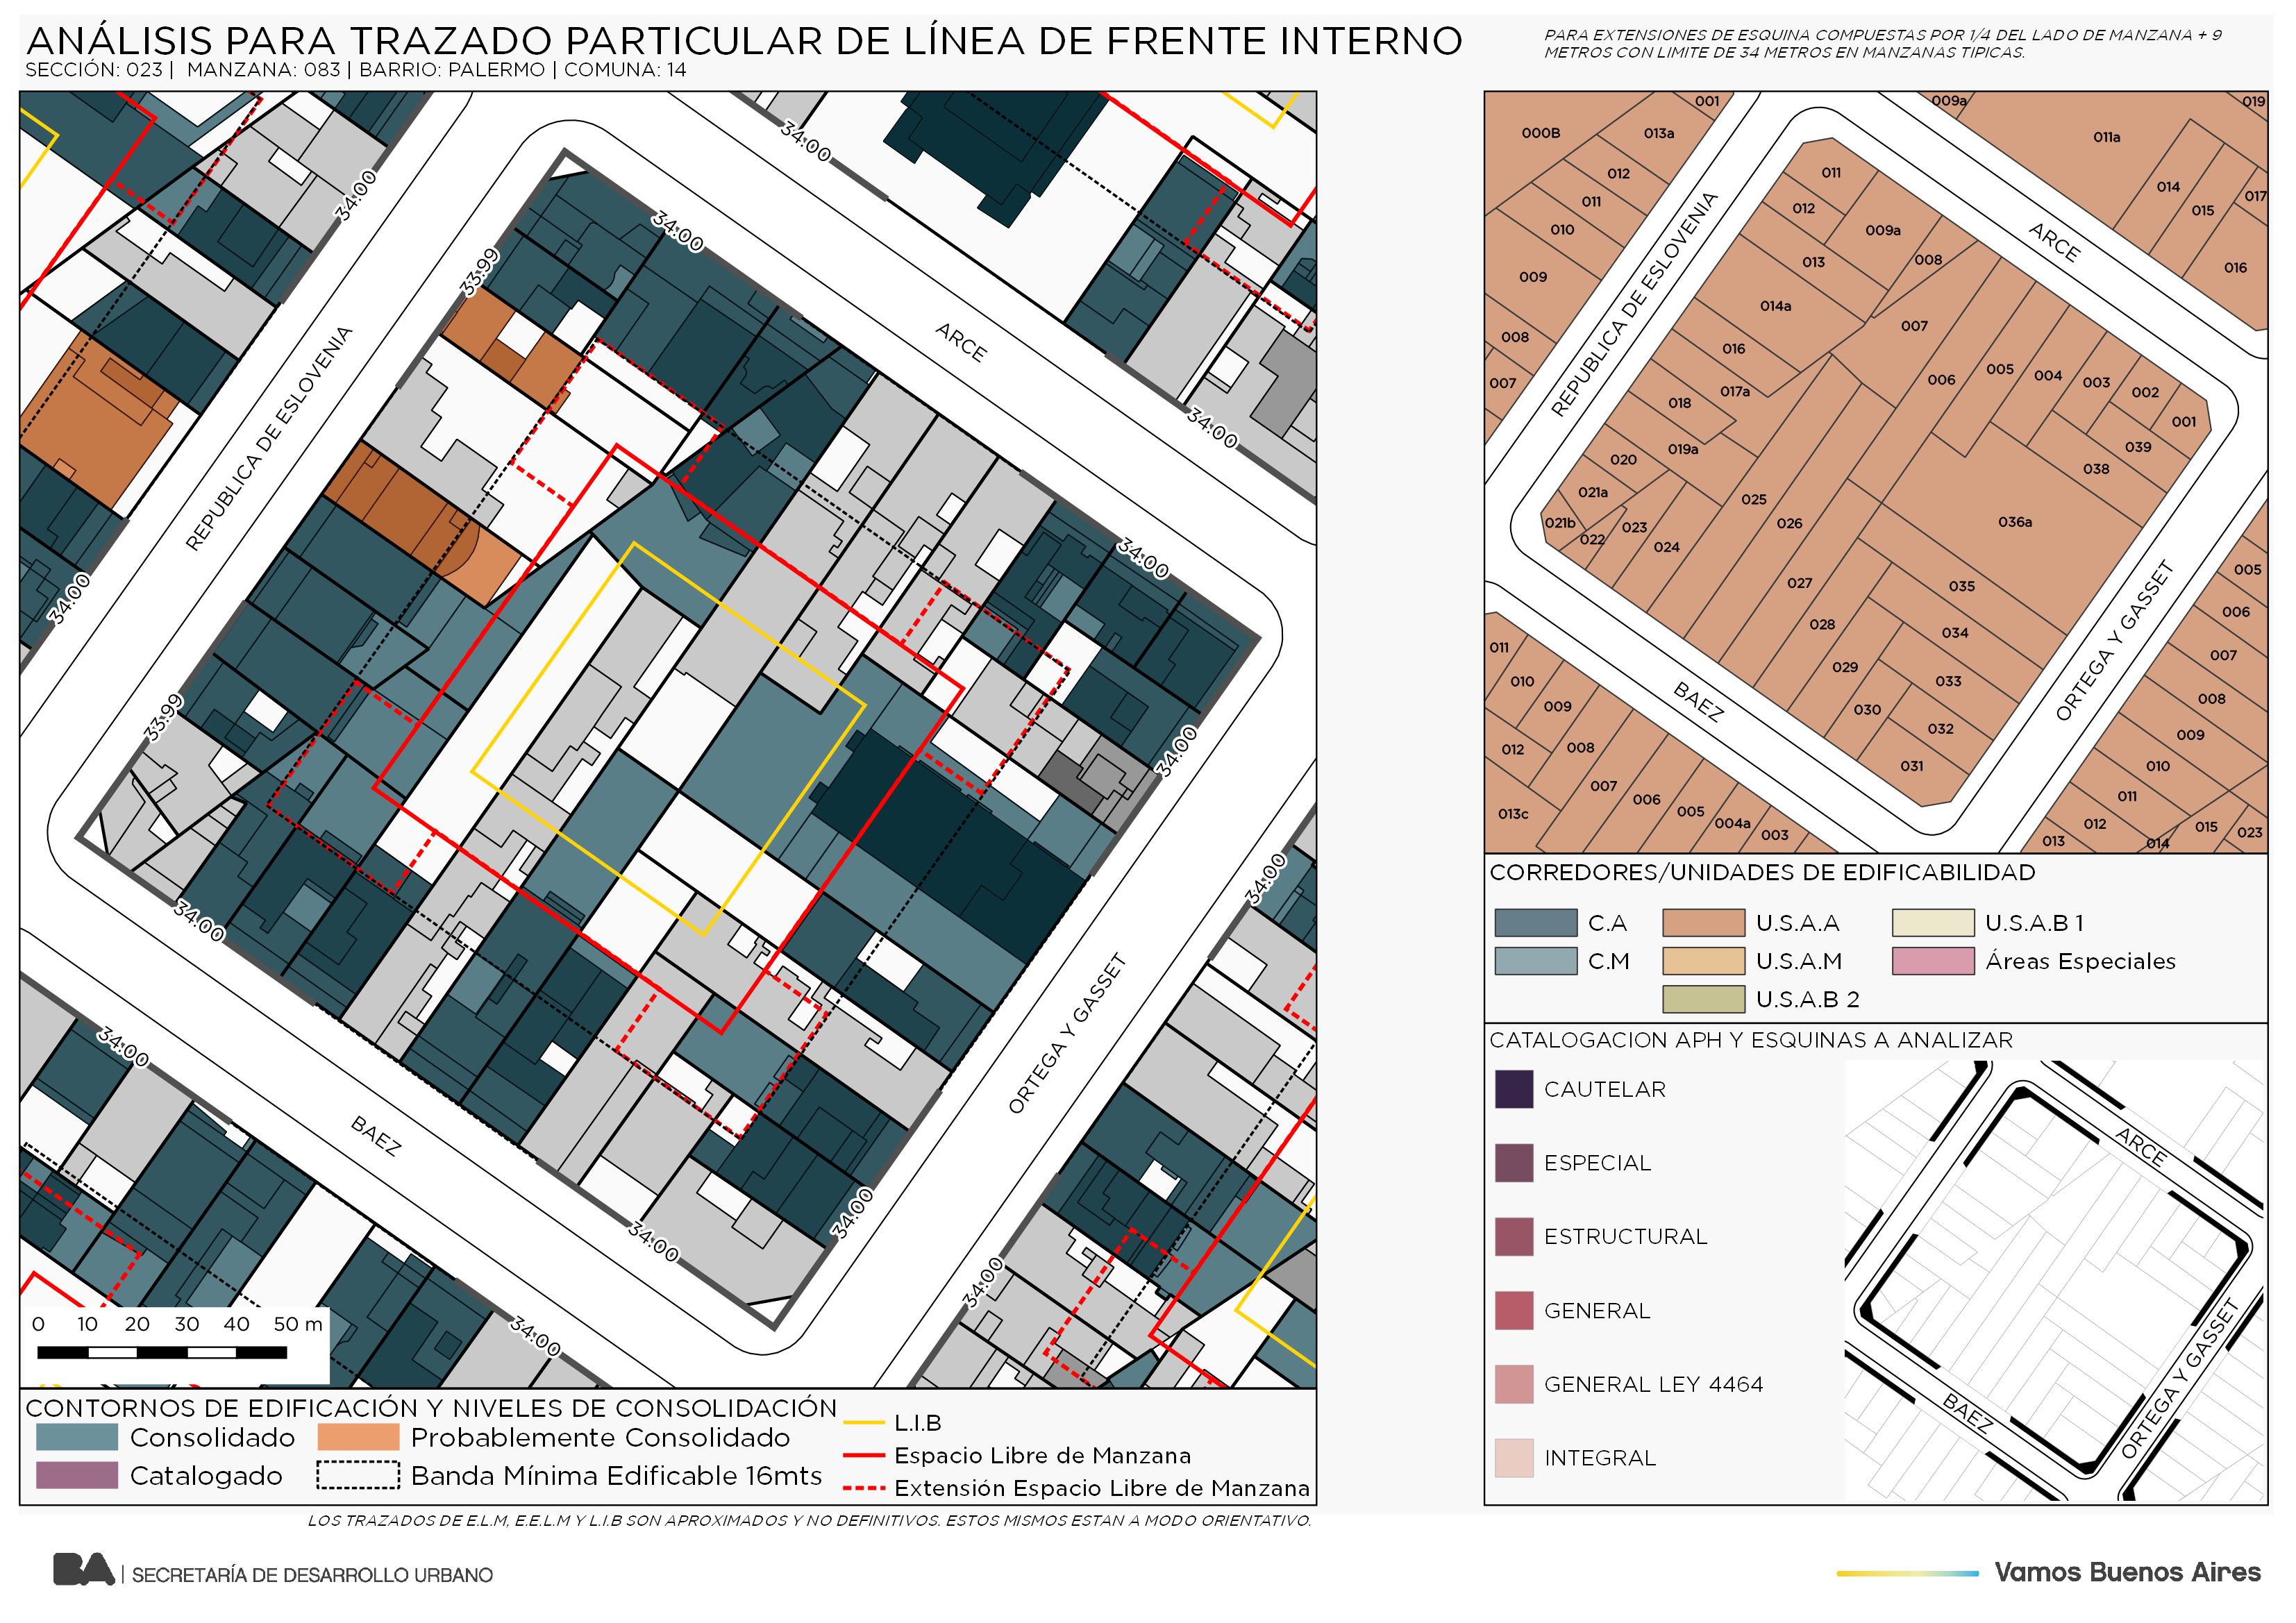 ANÁLISIS PARA TRAZADO PARTICULAR DE LÍNEA DE FRENTE INTERNO
SECCIÓN: 023 | MANZANA: 083 | BARRIO: PALERMO | COMUNA: 14
PARA EXTENSIONES DE ESQUINA COMPUESTAS POR 1/4 DEL LADO DE MANZANA + 9
METROS CON LIMITE DE 34 METROS EN MANZANAS TIPICAS.
34.00
34.00
34.00
33.99
ARCE
34.00
REPUBLICA DE ESLOVENIA
34.00
34.00
33.99
34.00
34.00
34.00
ORTEGA Y GASSET
34.00
BAEZ
34.00
34.00
34.00
34.00
0 10 20 30 40 50 m
CONTORNOS DE EDIFICACIÓN Y NIVELES DE CONSOLIDACIÓN
Consolidado
Probablemente Consolidado
Catalogado
Banda Mínima Edificable 16mts
L.I.B
Espacio Libre de Manzana
Extensión Espacio Libre de Manzana
LOS TRAZADOS DE E.L.M, E.E.L.M Y L.I.B SON APROXIMADOS Y NO DEFINITIVOS. ESTOS MISMOS ESTAN A MODO ORIENTATIVO.
001
009a
019
000B
013a
011a
012
011
014
017
011
012
015
010
009a
ARCE
REPUBLICA DE ESLOVENIA
008
013
016
009
014a
007
008
016
007
017a
006
005
004
003
002
018
001
019a
039
020
038
021a
025
021b
023
026
036a
022
024
005
027
035
006
028
034
011
007
029
033
010
008
009
BAEZ
030
ORTEGA Y GASSET
032
009
012
008
031
010
007
006
011
013c
005
004a
003
012
013
014
015
023
CORREDORES/UNIDADES DE EDIFICABILIDAD
C.A
U.S.A.A
U.S.A.B 1
C.M
U.S.A.M
Áreas Especiales
U.S.A.B 2
CATALOGACION APH Y ESQUINAS A ANALIZAR
CAUTELAR
ESPECIAL
ESTRUCTURAL
GENERAL
GENERAL LEY 4464
INTEGRAL
ARCE
BAEZ
ORTEGA Y GASSET
BA | SECRETARÍA DE DESARROLLO URBANO
Vamos Buenos Aires